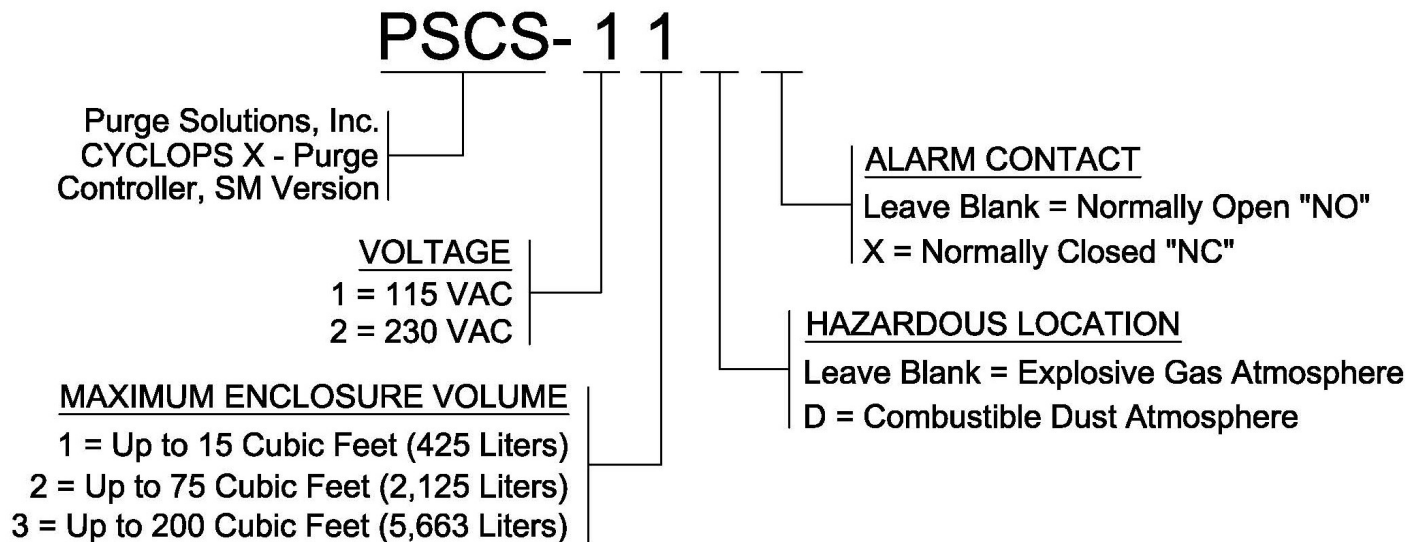 PSCS- 1 1
Purge Solutions, Inc.
CYCLOPS X - Purge
Controller, SM Version
VOLTAGE
1 = 115 VAC
2 = 230 VAC
MAXIMUM ENCLOSURE VOLUME
1 = Up to 15 Cubic Feet (425 Liters)
2 = Up to 75 Cubic Feet (2,125 Liters)
3 = Up to 200 Cubic Feet (5,663 Liters)
ALARM CONTACT
Leave Blank = Normally Open "NO"
X = Normally Closed "NC"
HAZARDOUS LOCATION
Leave Blank = Explosive Gas Atmosphere
D = Combustible Dust Atmosphere